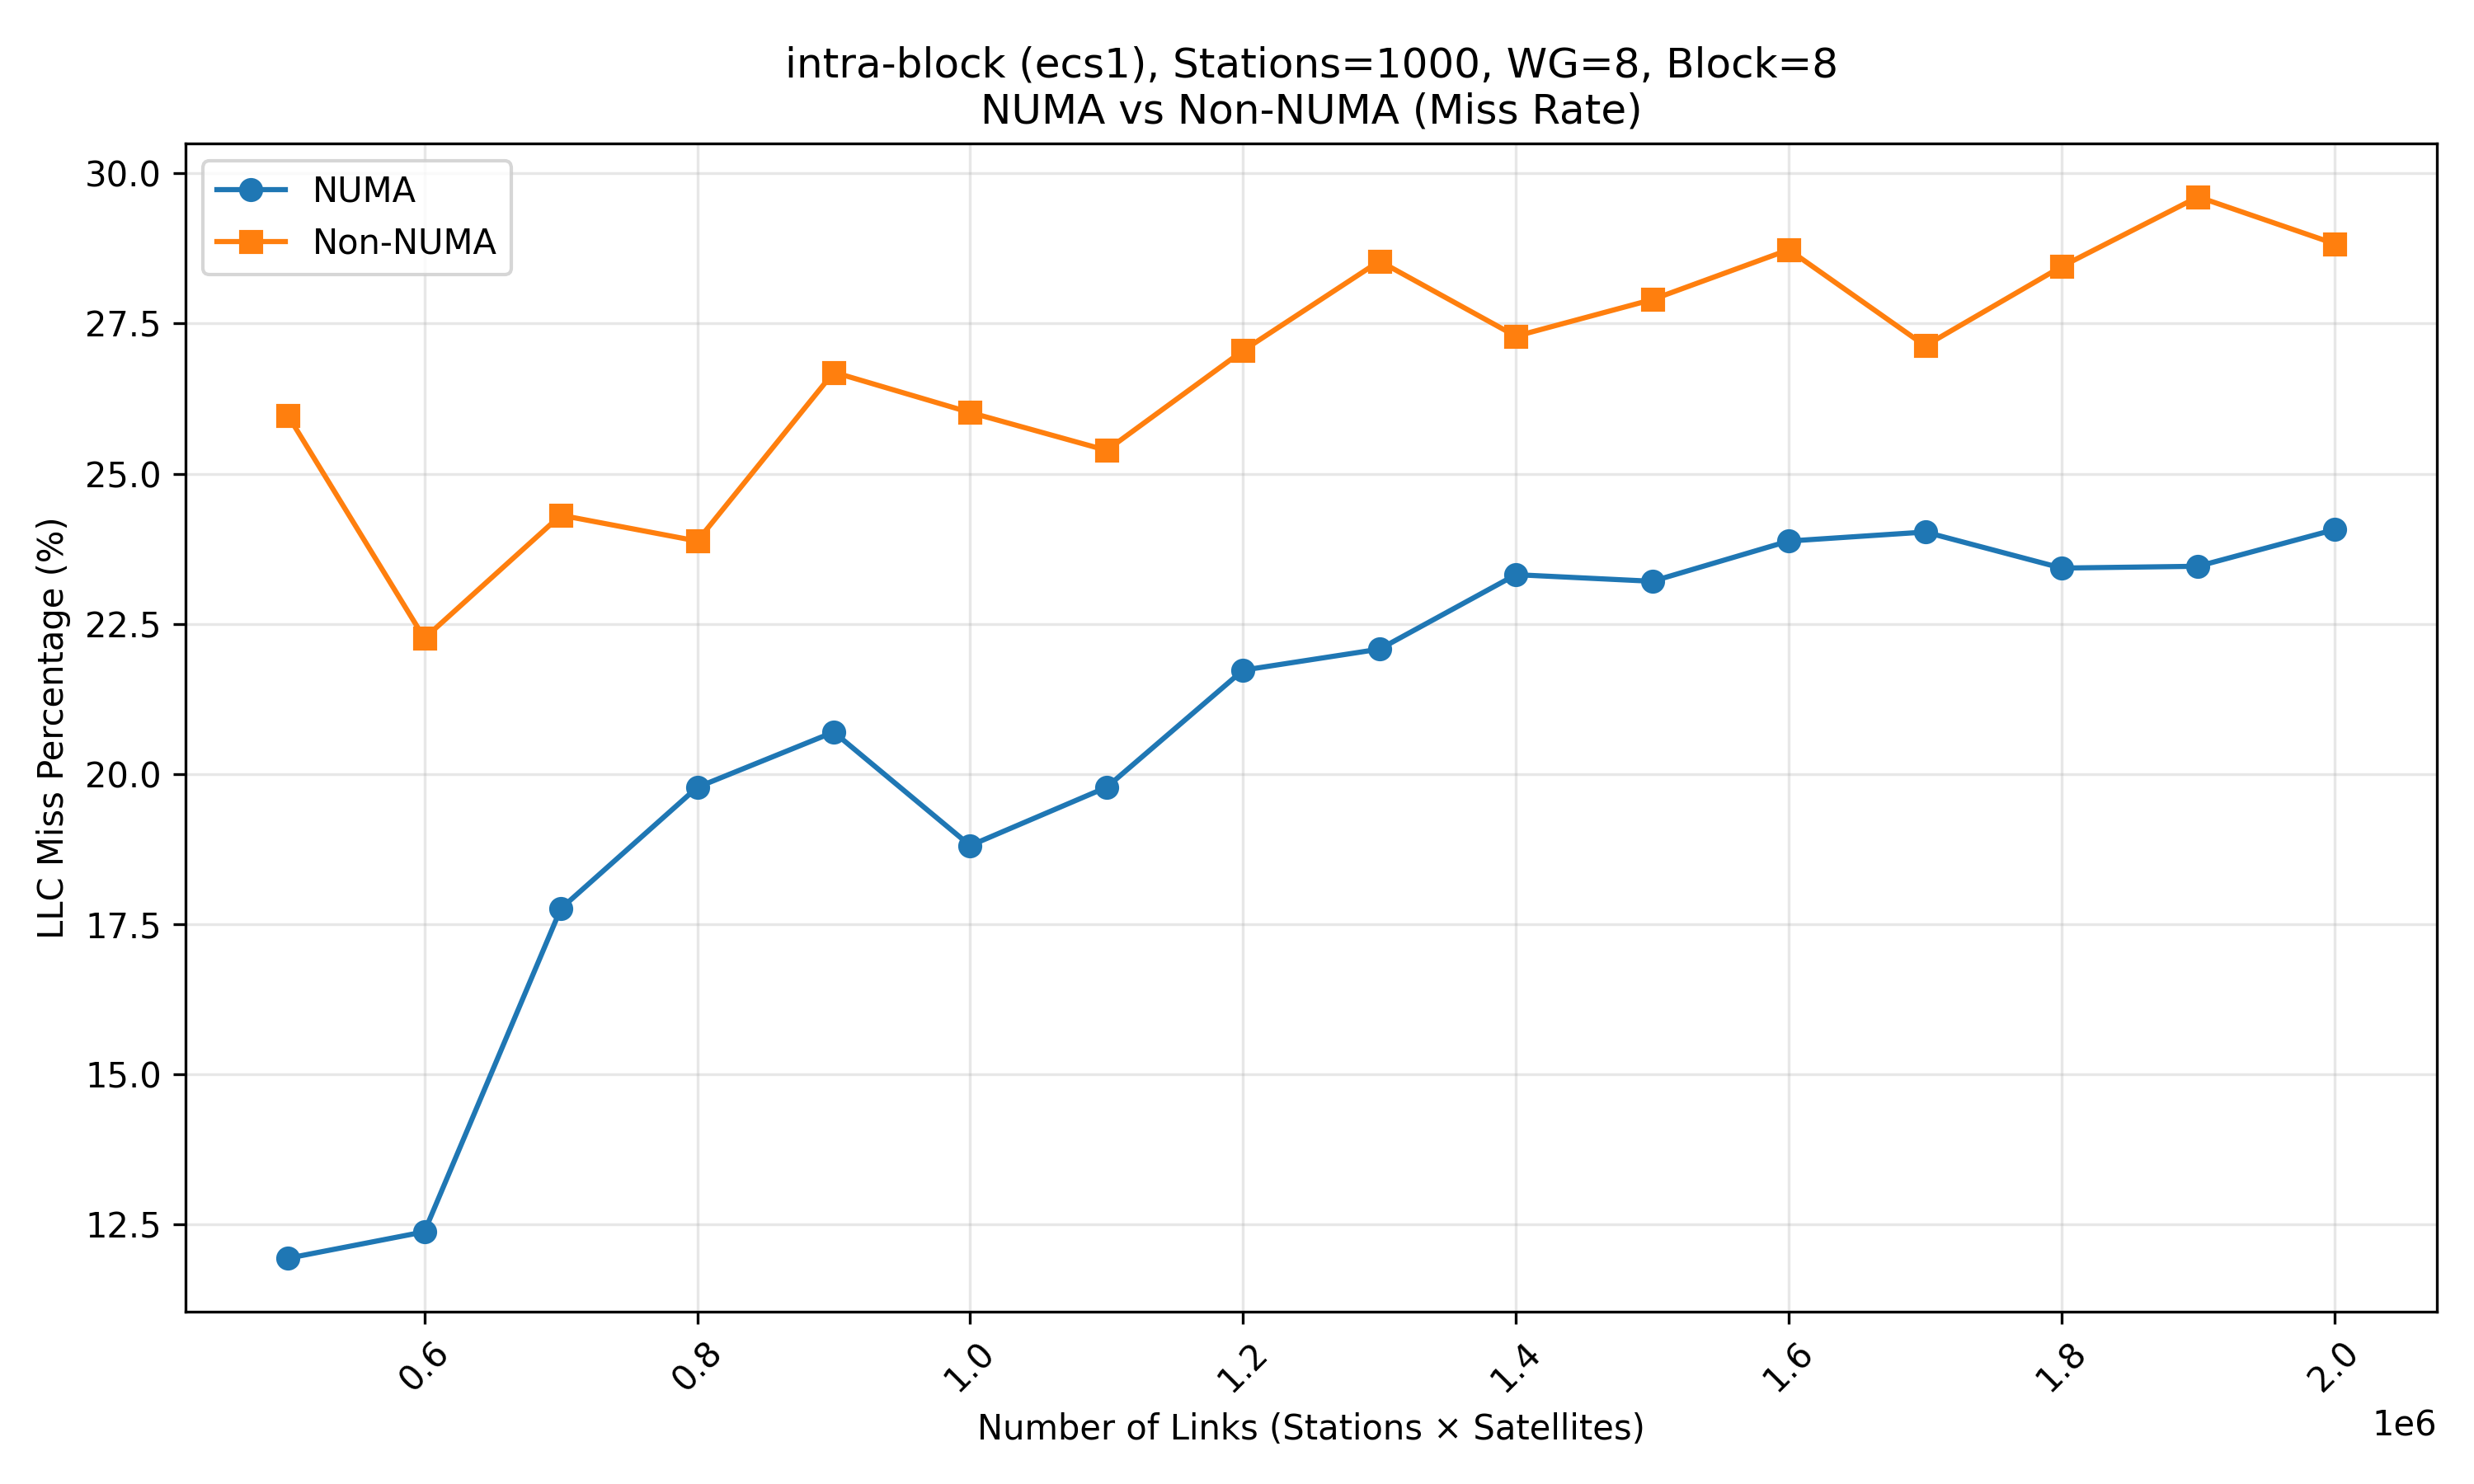 intra-block (ecs1), Stations=1000, WG=8, Block=8
NUMA vs Non-NUMA (Miss Rate)
NUMA
Non-NUMA
LLC Miss Percentage (%)
30.0
27.5
25.0
22.5
20.0
17.5
15.0
12.5
0.6
0.8
1.0
1.2
1.4
1.6
1.8
2.0
1e6
Number of Links (Stations × Satellites)